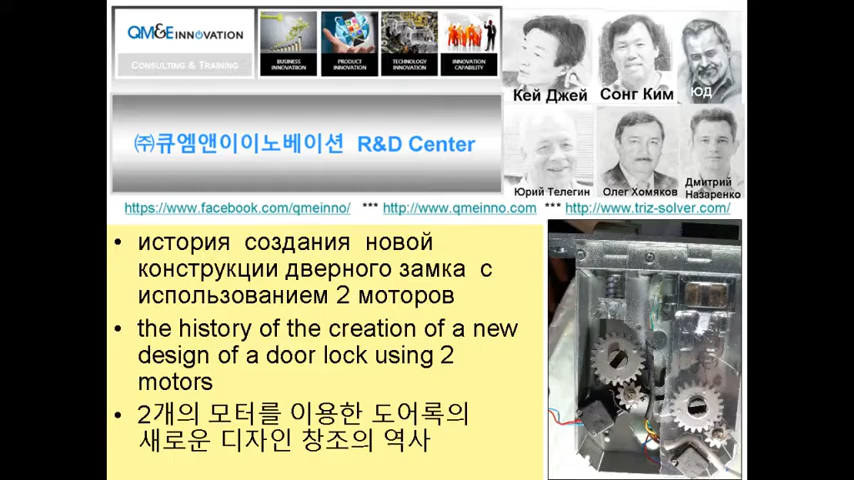 QM&E INNOVATION
CONSULTING & TRAINING
BUSINESS INNOVATION
PRODUCT INNOVATION
TECHNOLOGY INNOVATION
INNOVATION CAPABILITY
Кей Джей
Сонг Ким
ЮД
㈜큐엠앤이이노베이션 R&D Center
Юрий Телегин
Олег Хомяков
Дмитрий
Назаренко
https://www.facebook.com/qmeinno/ *** http://www.qmeinno.com *** http://www.triz-solver.com/
• история создания новой
конструкции дверного замка с
использованием 2 моторов
• the history of the creation of a new
design of a door lock using 2
motors
• 2개의 모터를 이용한 도어록의
새로운 디자인 창조의 역사